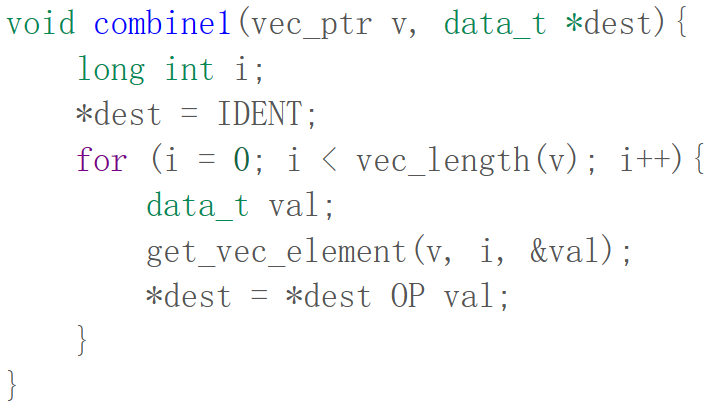 void combine1(vec_ptr v, data_t *dest){
    long int i;
    *dest = IDENT;
    for (i = 0; i < vec_length(v); i++){
        data_t val;
        get_vec_element(v, i, &val);
        *dest = *dest OP val;
    }
}